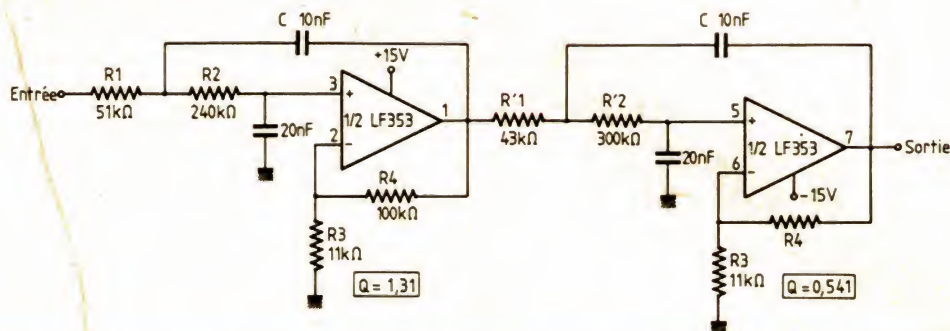 C 10nF
C 10nF
+15V
R1
R2
3
+
1
R'1
R'2
5
+
7
Entrée
51kΩ
240kΩ
1/2 LF353
43kΩ
300kΩ
1/2 LF353
Sortie
20nF
2
-
20nF
6
-
R4
-15V
100kΩ
R4
R3
11kΩ
R3
11kΩ
Q = 1,31
Q = 0,541